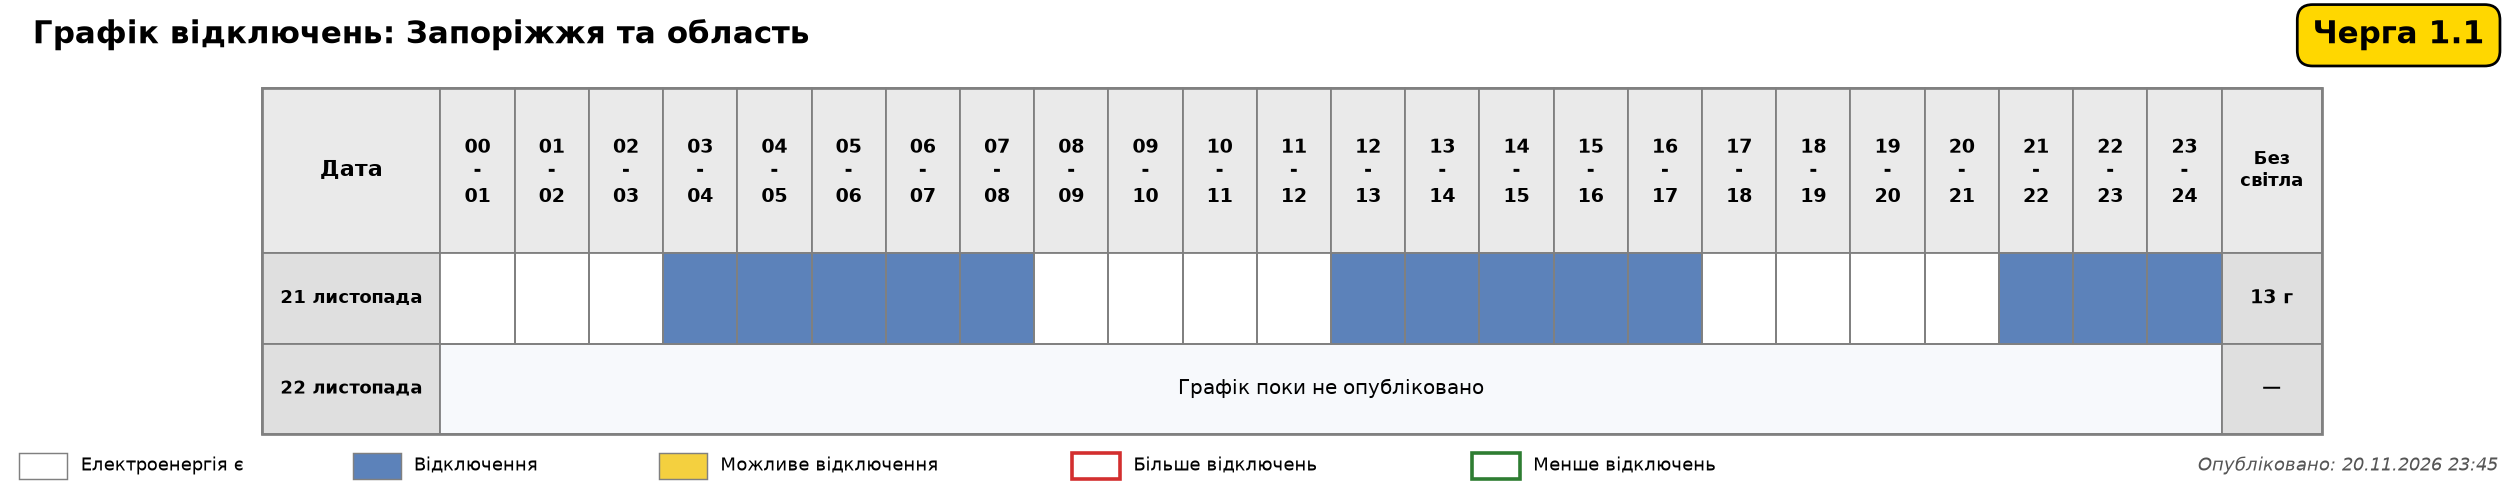 Графік відключень: Запоріжжя та область
Черга 1.1
Дата
00 - 01
01 - 02
02 - 03
03 - 04
04 - 05
05 - 06
06 - 07
07 - 08
08 - 09
09 - 10
10 - 11
11 - 12
12 - 13
13 - 14
14 - 15
15 - 16
16 - 17
17 - 18
18 - 19
19 - 20
20 - 21
21 - 22
22 - 23
23 - 24
Без
світла
21 листопада
13 г
22 листопада
Графік поки не опубліковано
—
Електроенергія є
Відключення
Можливе відключення
Більше відключень
Менше відключень
Опубліковано: 20.11.2026 23:45